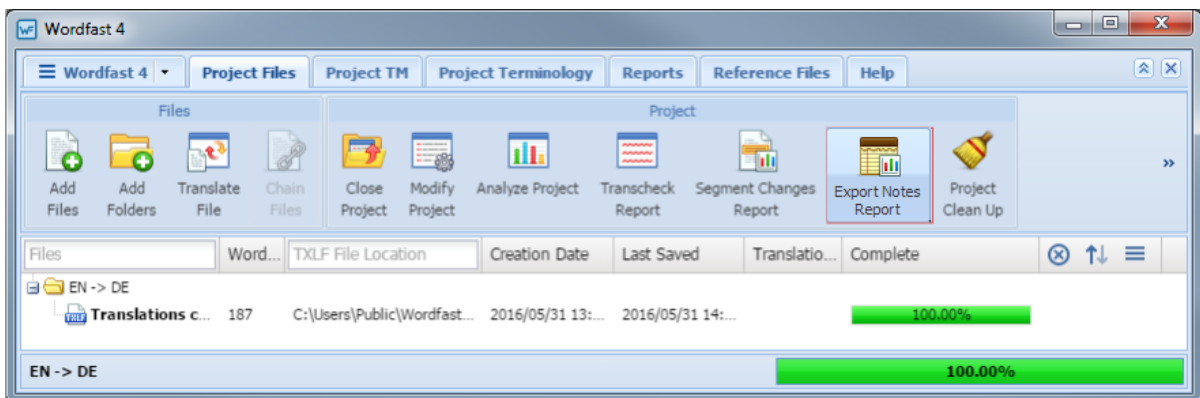 Wordfast 4
Wordfast 4 Project Files Project TM Project Terminology Reports Reference Files Help
Files Project
Add Files Add Folders Translate File Chain Files Close Project Modify Project Analyze Project Transcheck Report Segment Changes Report Export Notes Report Project Clean Up »
Files Word... TXLF File Location Creation Date Last Saved Translatio... Complete
EN -> DE
TXLF Translations c... 187 C:\Users\Public\Wordfast... 2016/05/31 13:... 2016/05/31 14:... 100.00%
EN -> DE 100.00%